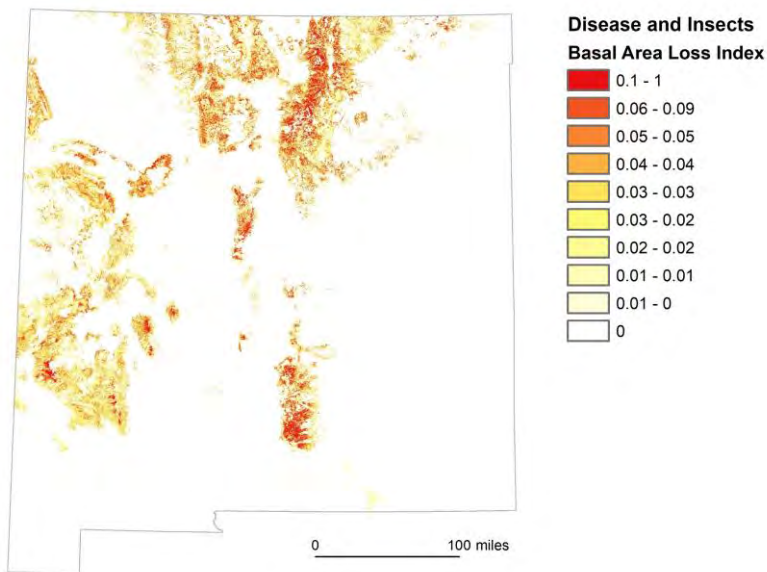 Disease and Insects
Basal Area Loss Index
0.1 - 1
0.06 - 0.09
0.05 - 0.05
0.04 - 0.04
0.03 - 0.03
0.03 - 0.02
0.02 - 0.02
0.01 - 0.01
0.01 - 0
0
0 100 miles